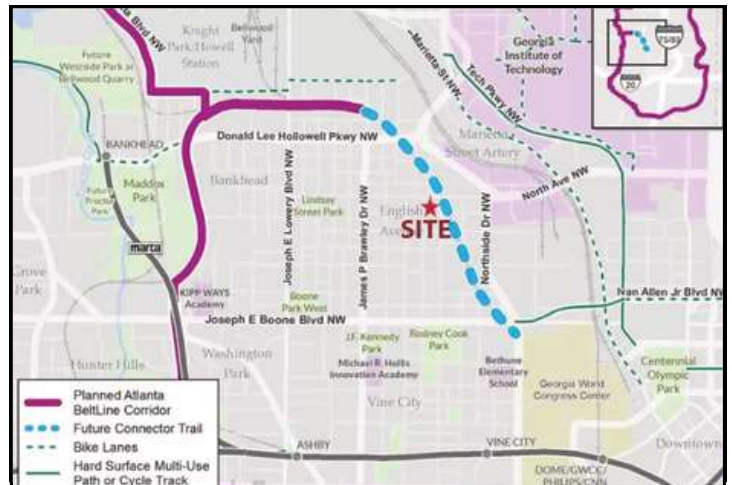 Knight
Park/Howell
Station
Bellwood
Yard
Future
Westside Park at
Bellwood Quarry
Marietta St NW
Georgia
Institute of
Technology
Tech Pkwy NW
75/85
20
BANKHEAD
Donald Lee Hollowell Pkwy NW
Marietta
Street Artery
Maddox
Park
Bankhead
Joseph E Lowery Blvd NW
Lindsay
Street Park
James P Brawley Dr NW
English
SITE
Northside Dr NW
North Ave NW
Future
Proctor
Park
marta
Grove
Park
KIPP WAYS
Academy
Boone
Park West
Ivan Allen Jr Blvd NW
Joseph E Boone Blvd NW
Hunter Hills
Washington
Park
J.F. Kennedy
Park
Rodney Cook
Park
Michael R. Hollis
Innovation Academy
Bethune
Elementary
School
Georgia World
Congress Center
Centennial
Olympic
Park
Vine City
Planned Atlanta
BeltLine Corridor
Future Connector Trail
Bike Lanes
Hard Surface Multi-Use
Path or Cycle Track
ASHBY
VINE CITY
Downtown
DOME/GWCC/
PHILIPS/CNN